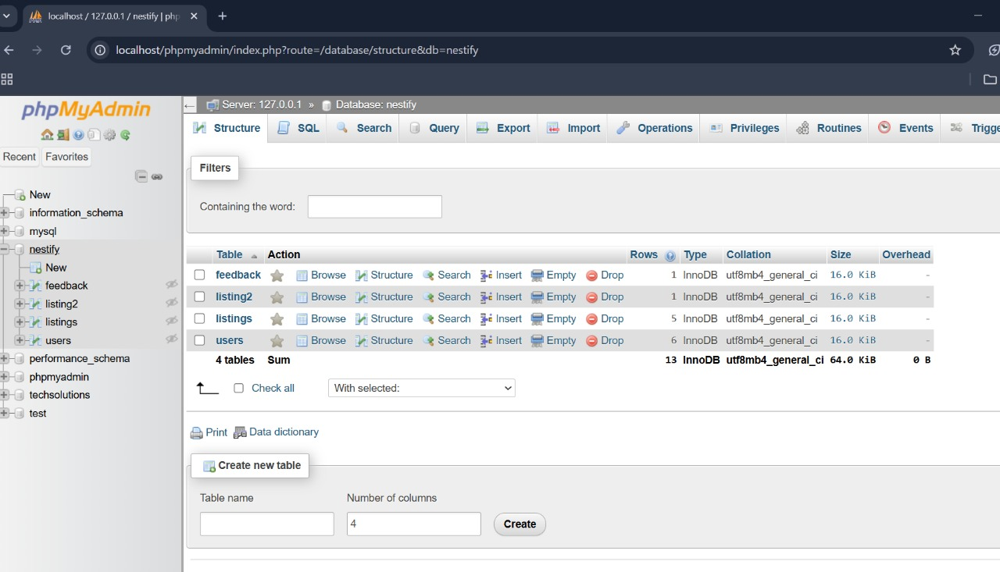 localhost / 127.0.0.1 / nestify | php
localhost/phpmyadmin/index.php?route=/database/structure&db=nestify
phpMyAdmin
Recent Favorites
New
information_schema
mysql
nestify
New
feedback
listing2
listings
users
performance_schema
phpmyadmin
techsolutions
test
Server: 127.0.0.1 » Database: nestify
Structure SQL Search Query Export Import Operations Privileges Routines Events Trigge
Filters
Containing the word:
Table Action Rows Type Collation Size Overhead
feedback Browse Structure Search Insert Empty Drop 1 InnoDB utf8mb4_general_ci 16.0 KiB -
listing2 Browse Structure Search Insert Empty Drop 1 InnoDB utf8mb4_general_ci 16.0 KiB -
listings Browse Structure Search Insert Empty Drop 5 InnoDB utf8mb4_general_ci 16.0 KiB -
users Browse Structure Search Insert Empty Drop 6 InnoDB utf8mb4_general_ci 16.0 KiB -
4 tables Sum 13 InnoDB utf8mb4_general_ci 64.0 KiB 0 B
Check all With selected:
Print Data dictionary
Create new table
Table name Number of columns
4 Create